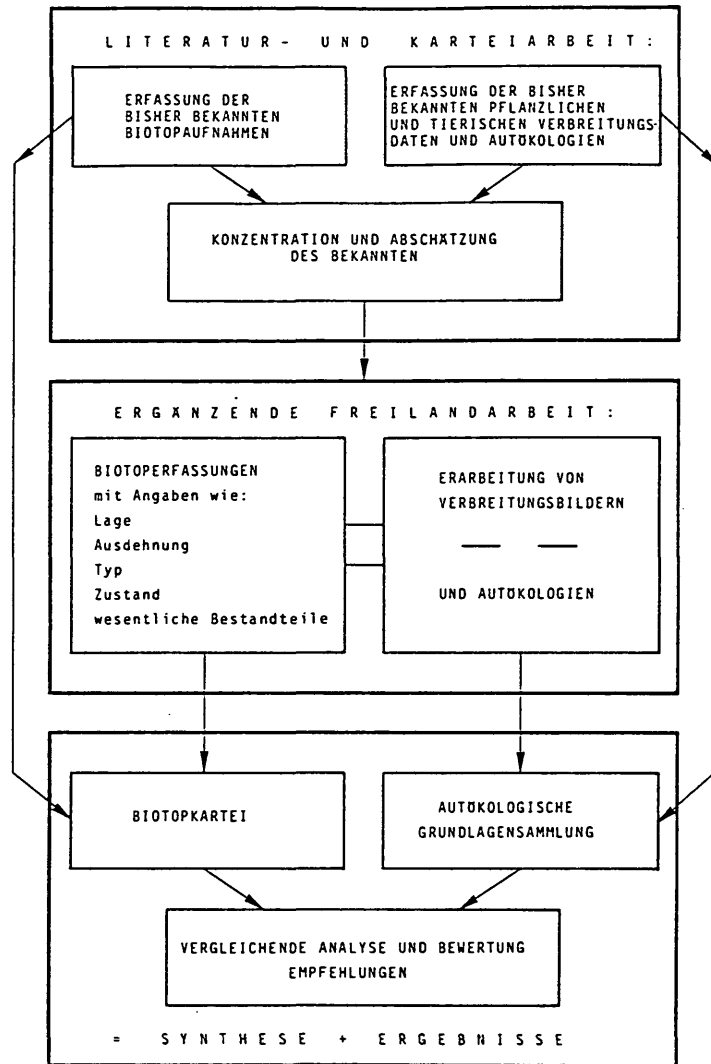 LITERATUR- UND KARTEIARBEIT:
ERFASSUNG DER
BISHER BEKANNTEN
BIOTOPAUFNAHMEN
ERFASSUNG DER BISHER
BEKANNTEN PFLANZLICHEN
UND TIERISCHEN VERBREITUNGS-
DATEN UND AUTÖKOLOGIEN
KONZENTRATION UND ABSCHÄTZUNG
DES BEKANNTEN
ERGÄNZENDE FREILANDARBEIT:
BIOTOPERFASSUNGEN
mit Angaben wie:
Lage
Ausdehnung
Typ
Zustand
wesentliche Bestandteile
ERARBEITUNG VON
VERBREITUNGSBILDERN
UND AUTÖKOLOGIEN
BIOTOPKARTEI
AUTÖKOLOGISCHE
GRUNDLAGENSAMMLUNG
VERGLEICHENDE ANALYSE UND BEWERTUNG
EMPFEHLUNGEN
= SYNTHESE + ERGEBNISSE